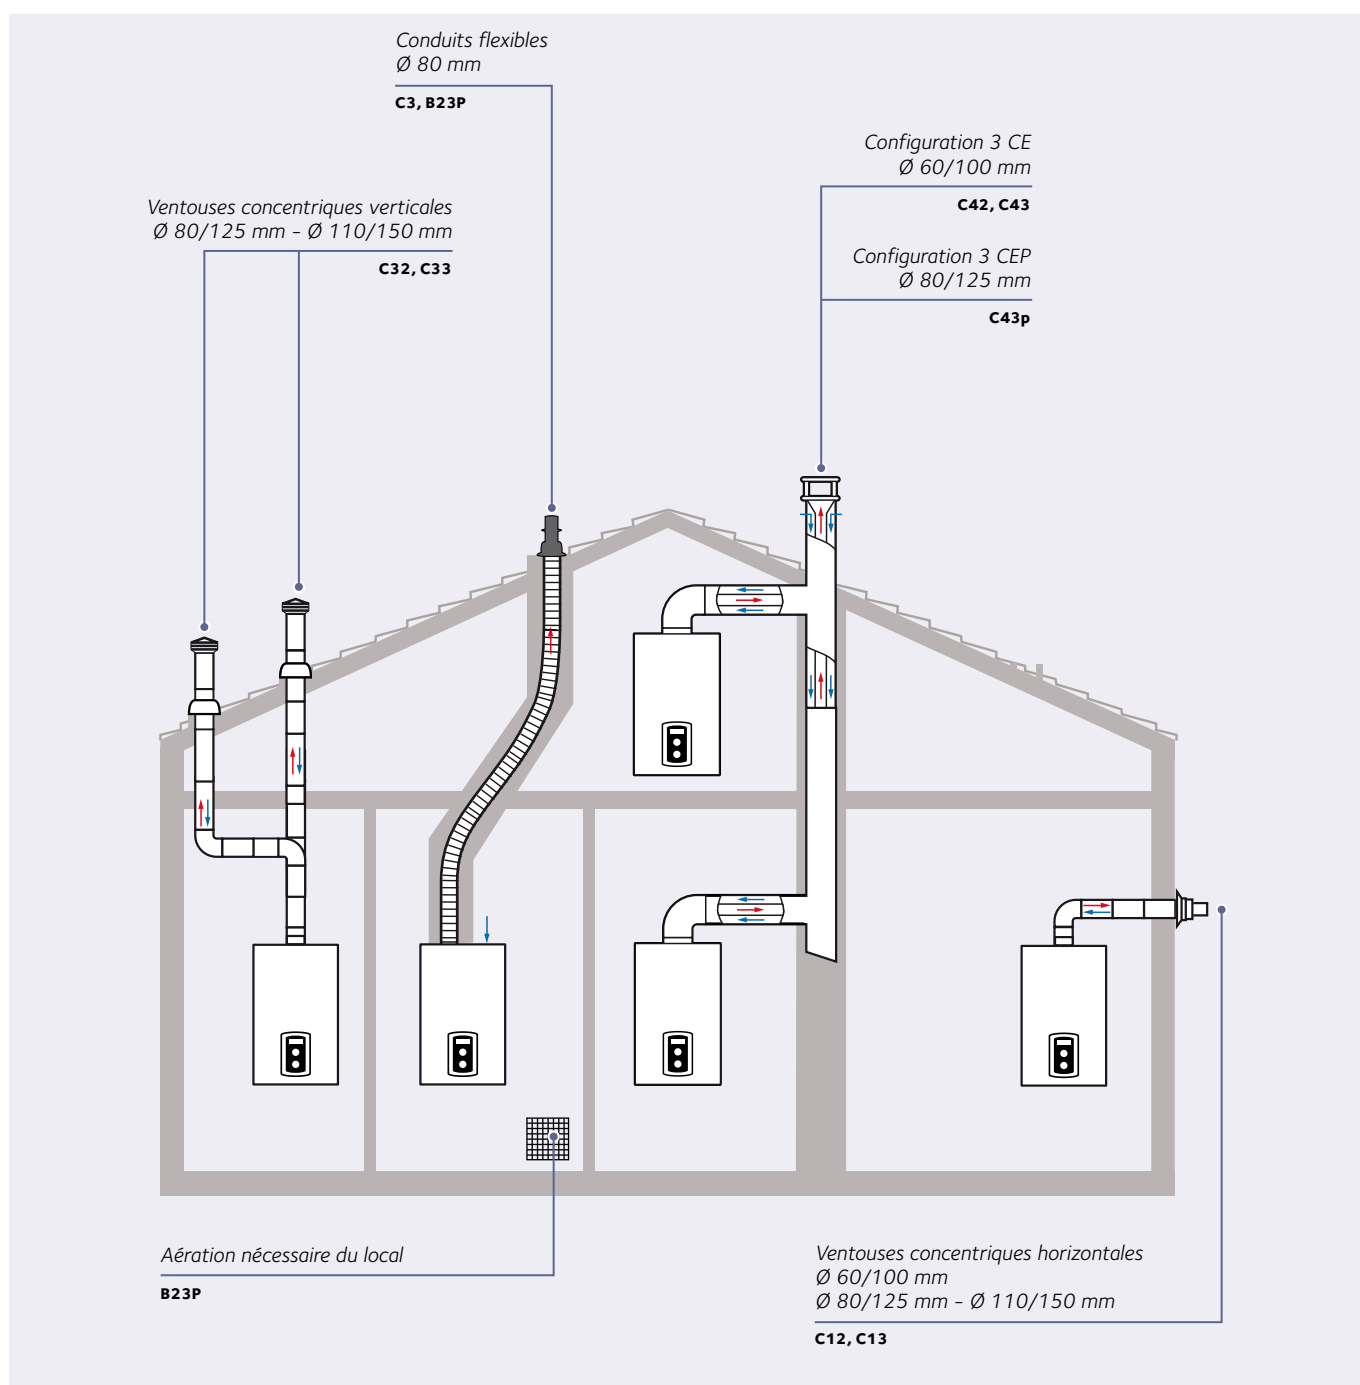 Conduits flexibles
Ø 80 mm
C3, B23P
Configuration 3 CE
Ø 60/100 mm
C42, C43
Ventouses concentriques verticales
Ø 80/125 mm – Ø 110/150 mm
C32, C33
Configuration 3 CEP
Ø 80/125 mm
C43p
Aération nécessaire du local
B23P
Ventouses concentriques horizontales
Ø 60/100 mm
Ø 80/125 mm – Ø 110/150 mm
C12, C13